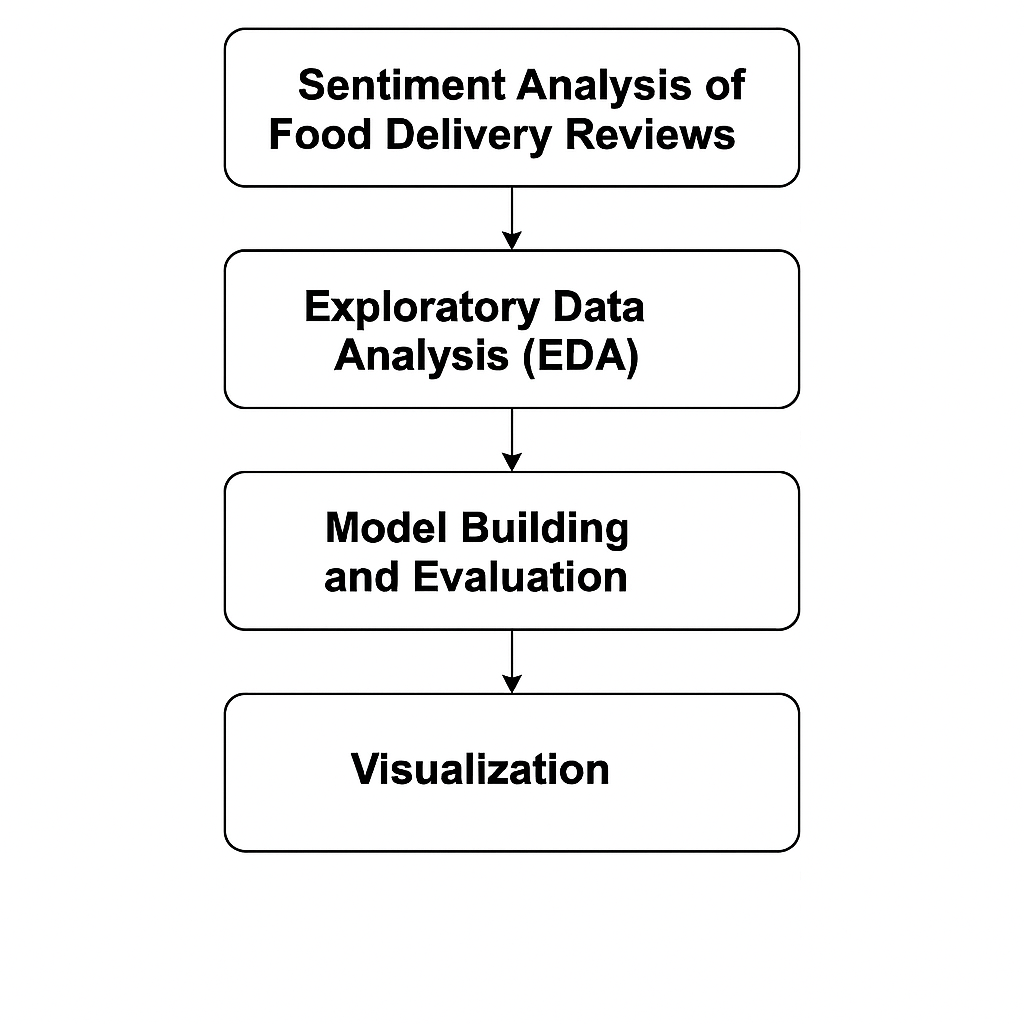 Sentiment Analysis of
Food Delivery Reviews
Exploratory Data
Analysis (EDA)
Model Building
and Evaluation
Visualization